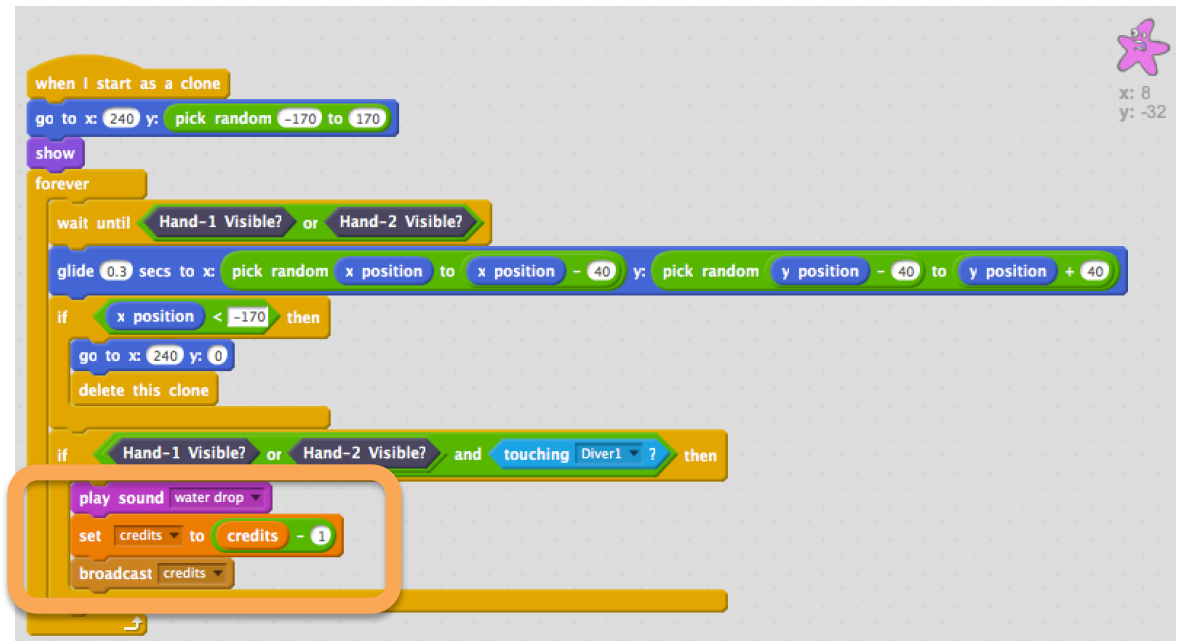 when I start as a clone
x: 8
go to x: 240 y: pick random -170 to 170
y: -32
show
forever
wait until Hand-1 Visible? or Hand-2 Visible?
glide 0.3 secs to x: pick random x position to x position - 40 y: pick random y position - 40 to y position + 40
if x position < -170 then
go to x: 240 y: 0
delete this clone
if Hand-1 Visible? or Hand-2 Visible? and touching Diver1 ? then
play sound water drop
set credits to credits - 1
broadcast credits